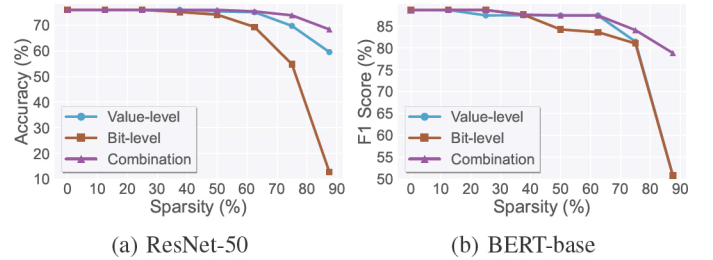 Accuracy (%)
70
60
50
40
30
20
10
Value-level
Bit-level
Combination
0 10 20 30 40 50 60 70 80 90
Sparsity (%)
(a) ResNet-50
F1 Score (%)
85
80
75
70
65
60
55
50
Value-level
Bit-level
Combination
0 10 20 30 40 50 60 70 80 90
Sparsity (%)
(b) BERT-base